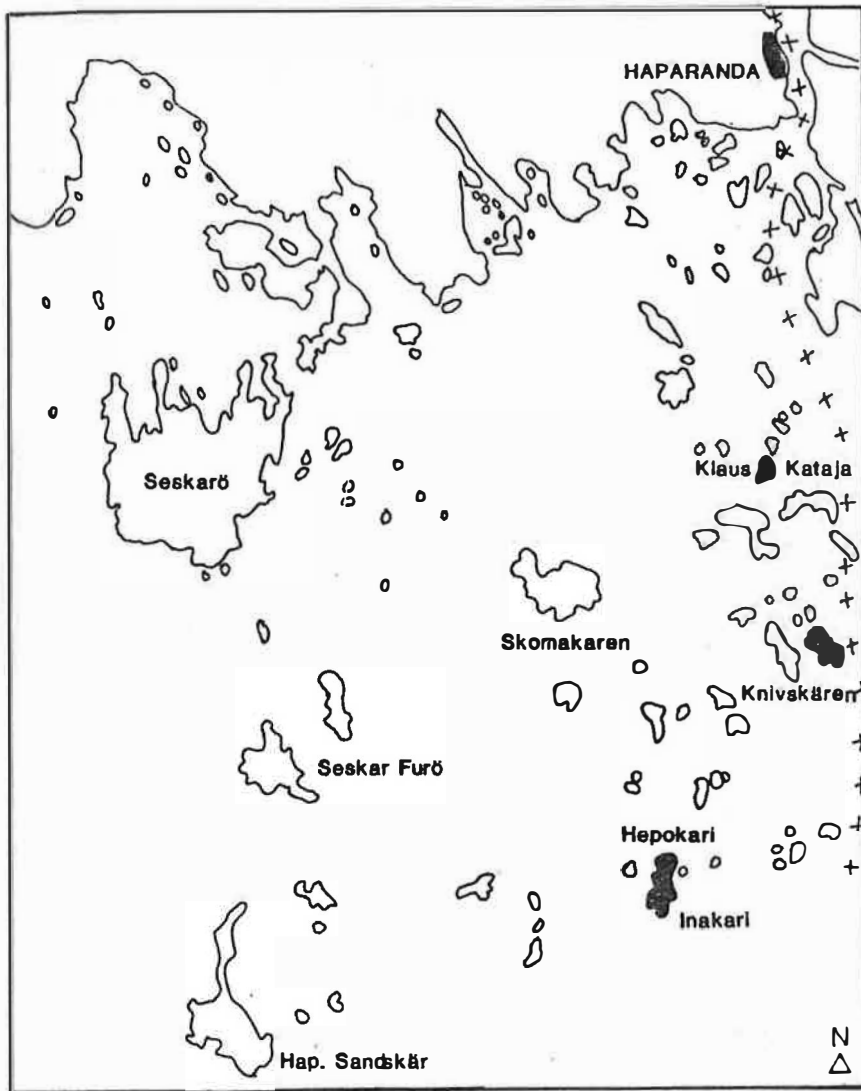 HAPARANDA
Klaus Kataja
Seskarö
Skomakaren
Knivskären
Seskar Furö
Hepokari
Inakari
Hap. Sandskär
N